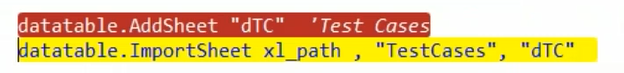 datatable.AddSheet "dTC"  'Test Cases
datatable.ImportSheet xl_path , "TestCases", "dTC"